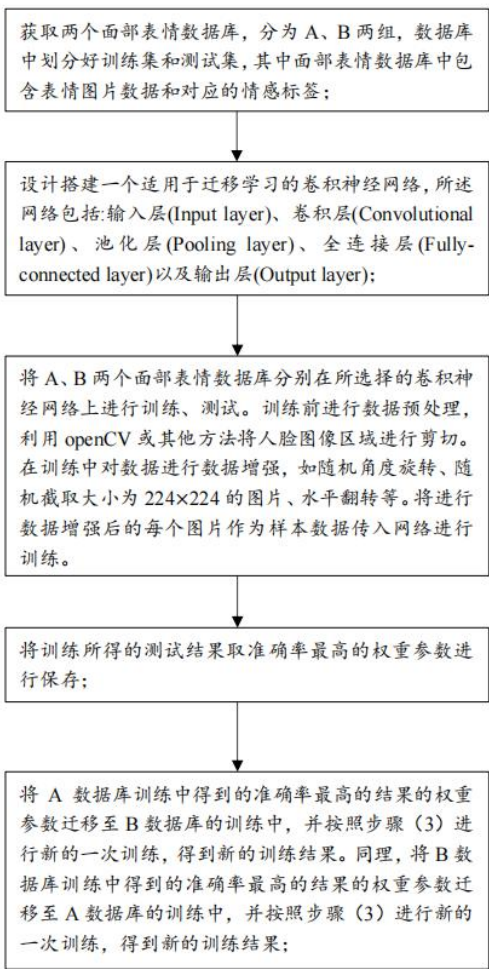 获取两个面部表情数据库，分为 A、B 两组，数据库
中划分好训练集和测试集，其中面部表情数据库中包
含表情图片数据和对应的情感标签；
设计搭建一个适用于迁移学习的卷积神经网络，所述
网络包括:输入层(Input layer)、卷积层(Convolutional
layer)、池化层(Pooling layer)、全连接层(Fully-
connected layer)以及输出层(Output layer)；
将 A、B 两个面部表情数据库分别在所选择的卷积神
经网络上进行训练、测试。训练前进行数据预处理，
利用 openCV 或其他方法将人脸图像区域进行剪切。
在训练中对数据进行数据增强，如随机角度旋转、随
机截取大小为 224×224 的图片、水平翻转等。将进行
数据增强后的每个图片作为样本数据传入网络进行
训练。
将训练所得的测试结果取准确率最高的权重参数进
行保存；
将 A 数据库训练中得到的准确率最高的结果的权重
参数迁移至 B 数据库的训练中，并按照步骤（3）进
行新的一次训练，得到新的训练结果。同理，将 B 数
据库训练中得到的准确率最高的结果的权重参数迁
移至 A 数据库的训练中，并按照步骤（3）进行新的
一次训练，得到新的训练结果；